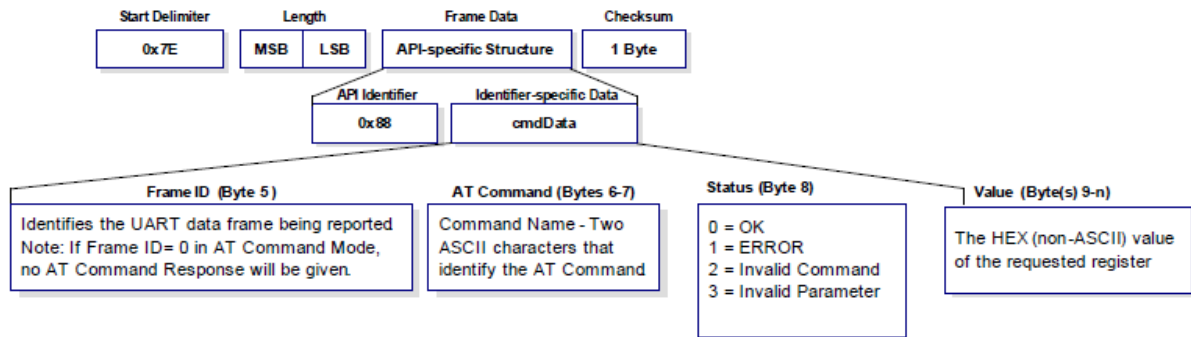 Start Delimiter Length Frame Data Checksum
0x7E MSB LSB API-specific Structure 1 Byte
API Identifier Identifier-specific Data
0x88 cmdData
Frame ID (Byte 5 )
Identifies the UART data frame being reported
Note: If Frame ID= 0 in AT Command Mode,
no AT Command Response will be given.
AT Command (Bytes 6-7)
Command Name - Two
ASCII characters that
identify the AT Command
Status (Byte 8)
0 = OK
1 = ERROR
2 = Invalid Command
3 = Invalid Parameter
Value (Byte(s) 9-n)
The HEX (non-ASCII) value
of the requested register